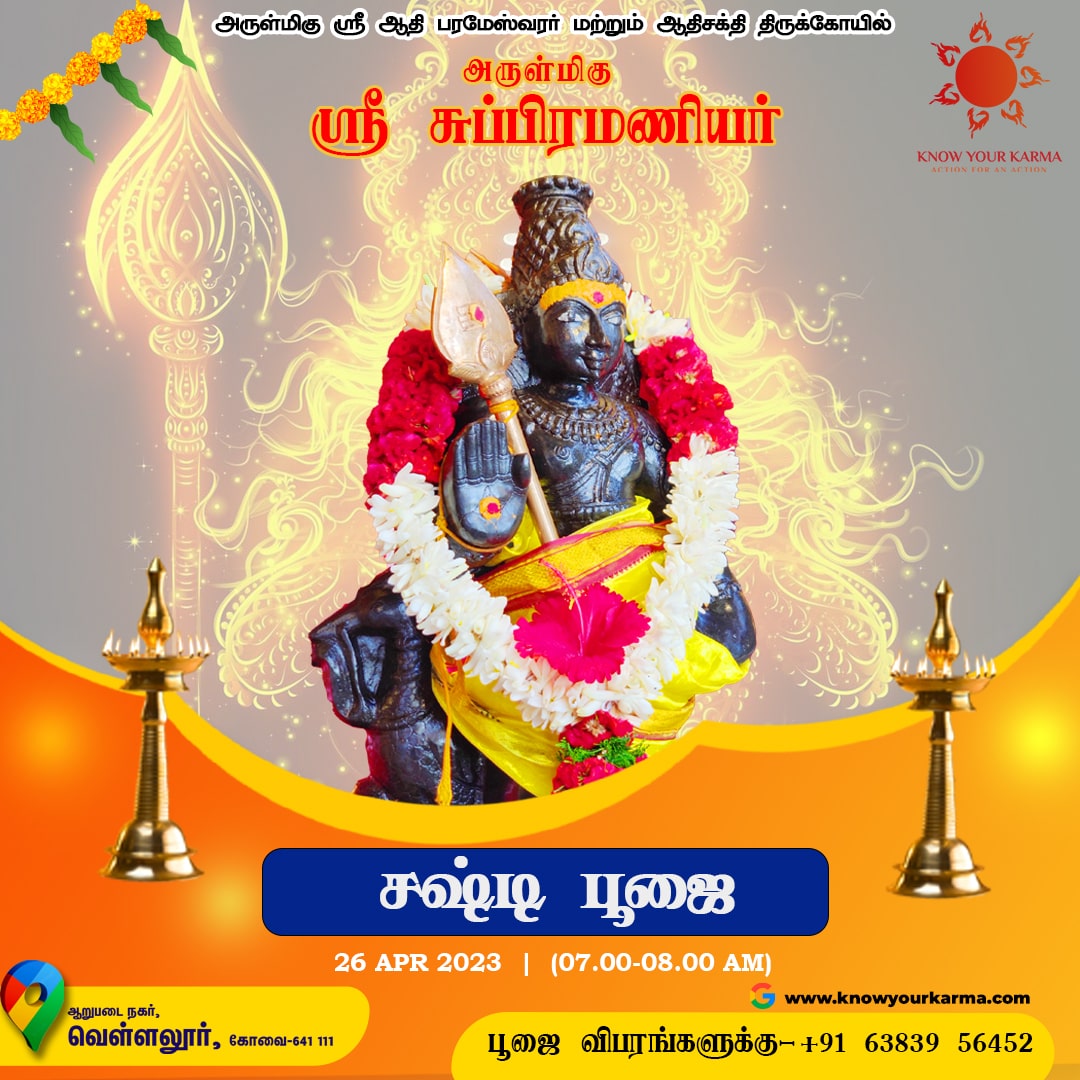 அருள்மிகு ஸ்ரீ ஆதி பரமேஸ்வரர் மற்றும் ஆதிசக்தி திருக்கோயில்
அருள்மிகு
ஸ்ரீ சுப்பிரமணியர்
KNOW YOUR KARMA
ACTION FOR AN ACTION
சஷ்டி பூஜை
26 APR 2023 | (07.00-08.00 AM)
ஆறுபடை நகர்,
வெள்ளலூர், கோவை-641 111
www.knowyourkarma.com
பூஜை விபரங்களுக்கு-+91 63839 56452